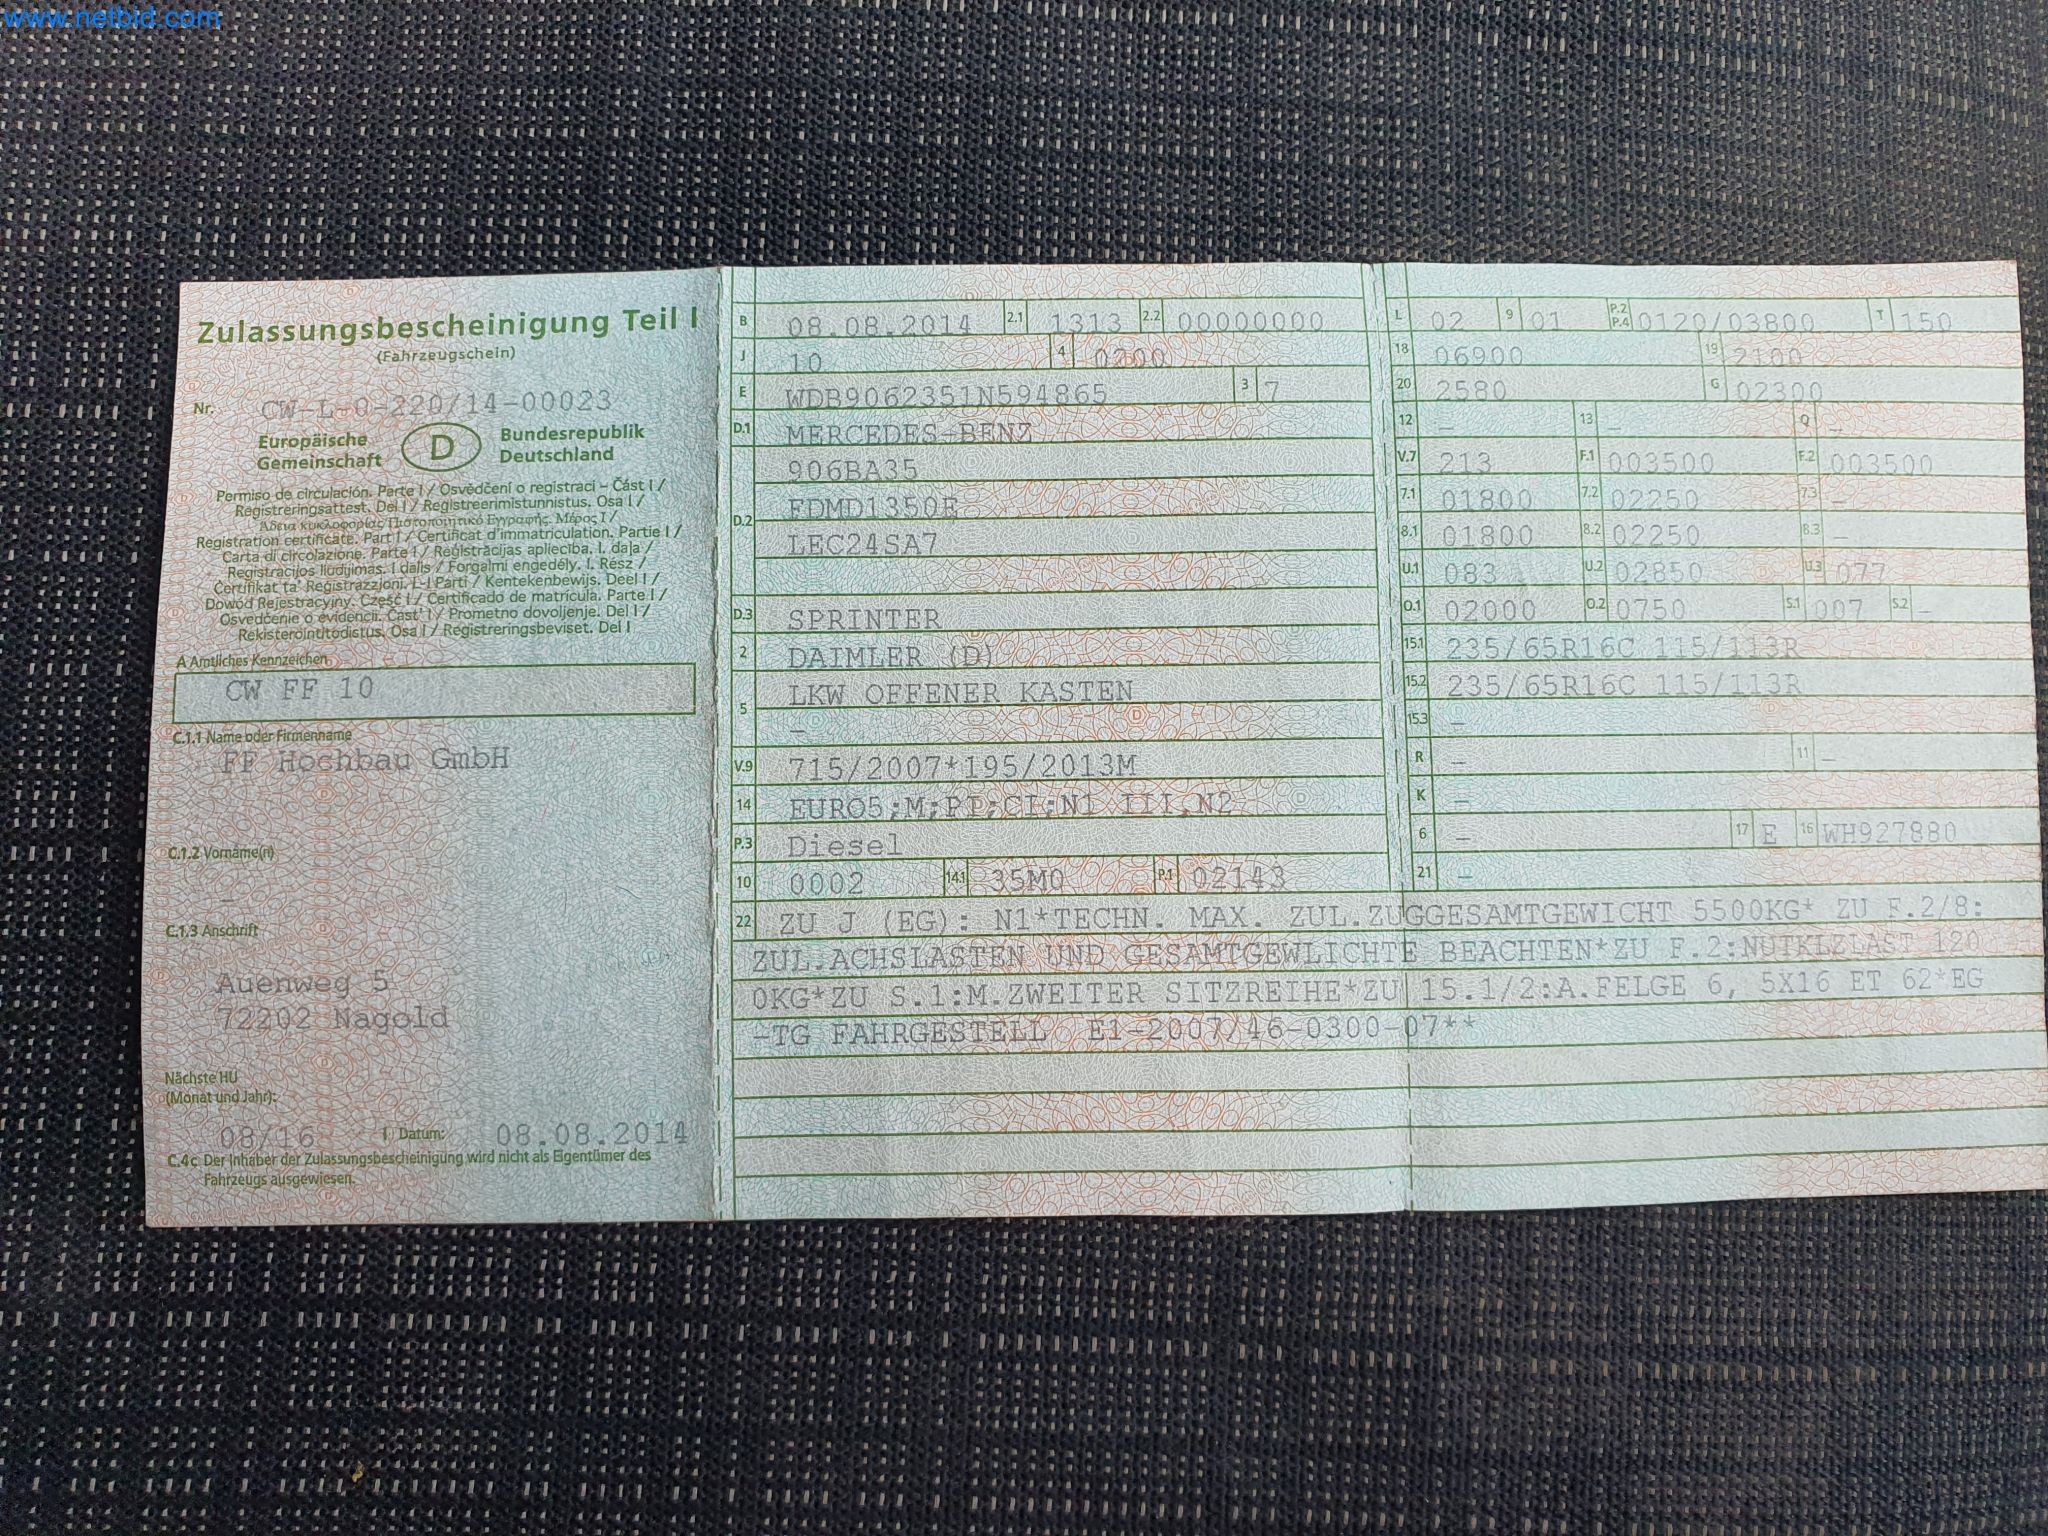 www.netbid.com
Zulassungsbescheinigung Teil I
(Fahrzeugschein)
Nr. CW-L-0-220/14-00023
Europäische Gemeinschaft
D
Bundesrepublik Deutschland
Permiso de circulación. Parte I / Osvědčení o registraci – Část I /
Registreringsattest. Del I / Registreerimistunnistus. Osa I /
Άδεια κυκλοφορίας / Πιστοποιητικό Εγγραφής. Μέρος I /
Registration certificate. Part I / Certificat d'immatriculation. Partie I /
Carta di circolazione. Parte I / Reģistrācijas apliecība. I. daļa /
Registracijos liudijimas. I dalis / Forgalmi engedély. I. Rész /
Ċertifikat ta' Reġistrazzjoni. L-I Parti / Kentekenbewijs. Deel I /
Dowód Rejestracyjny. Część I / Certificado de matrícula. Parte I /
Osvedčenie o evidencii. Časť I / Prometno dovoljenje. Del I /
Rekisteröintitodistus. Osa I / Registreringsbeviset. Del I
A Amtliches Kennzeichen
CW FF 10
C.1.1 Name oder Firmenname
FF Hochbau GmbH
C.1.2 Vorname(n)
–
C.1.3 Anschrift
Auenweg 5
72202 Nagold
Nächste HU
(Monat und Jahr):
08/16 I Datum: 08.08.2014
C.4c Der Inhaber der Zulassungsbescheinigung wird nicht als Eigentümer des
Fahrzeugs ausgewiesen.
B 08.08.2014 2.1 1313 2.2 00000000
J 10 4 0200
E WDB9062351N594865 3 7
D.1 MERCEDES-BENZ
906BA35
D.2 FDMD1350E
LEC24SA7
D.3 SPRINTER
2 DAIMLER (D)
5 LKW OFFENER KASTEN
–
V.9 715/2007*195/2013M
14 EURO5;M;PI;CI;N1 III,N2
P.3 Diesel
10 0002 14.1 35M0 P.1 02143
L 02 9 01 P.2 P.4 0120/03800 T 150
18 06900 19 2100
20 2580 G 02300
12 – 13 – Q –
V.7 213 F.1 003500 F.2 003500
7.1 01800 7.2 02250 7.3 –
8.1 01800 8.2 02250 8.3 –
U.1 083 U.2 02850 U.3 077
O.1 02000 O.2 0750 S.1 007 S.2 –
15.1 235/65R16C 115/113R
15.2 235/65R16C 115/113R
15.3 –
R – 11 –
K –
6 – 17 E 16 WH927880
21 –
22 ZU J (EG): N1*TECHN. MAX. ZUL.ZUGGESAMTGEWICHT 5500KG* ZU F.2/8:
ZUL.ACHSLASTEN UND GESAMTGEWLICHTE BEACHTEN*ZU F.2:NUTKLZLAST 120
0KG*ZU S.1:M.ZWEITER SITZREIHE*ZU 15.1/2:A.FELGE 6, 5X16 ET 62*EG
-TG FAHRGESTELL E1-2007/46-0300-07**